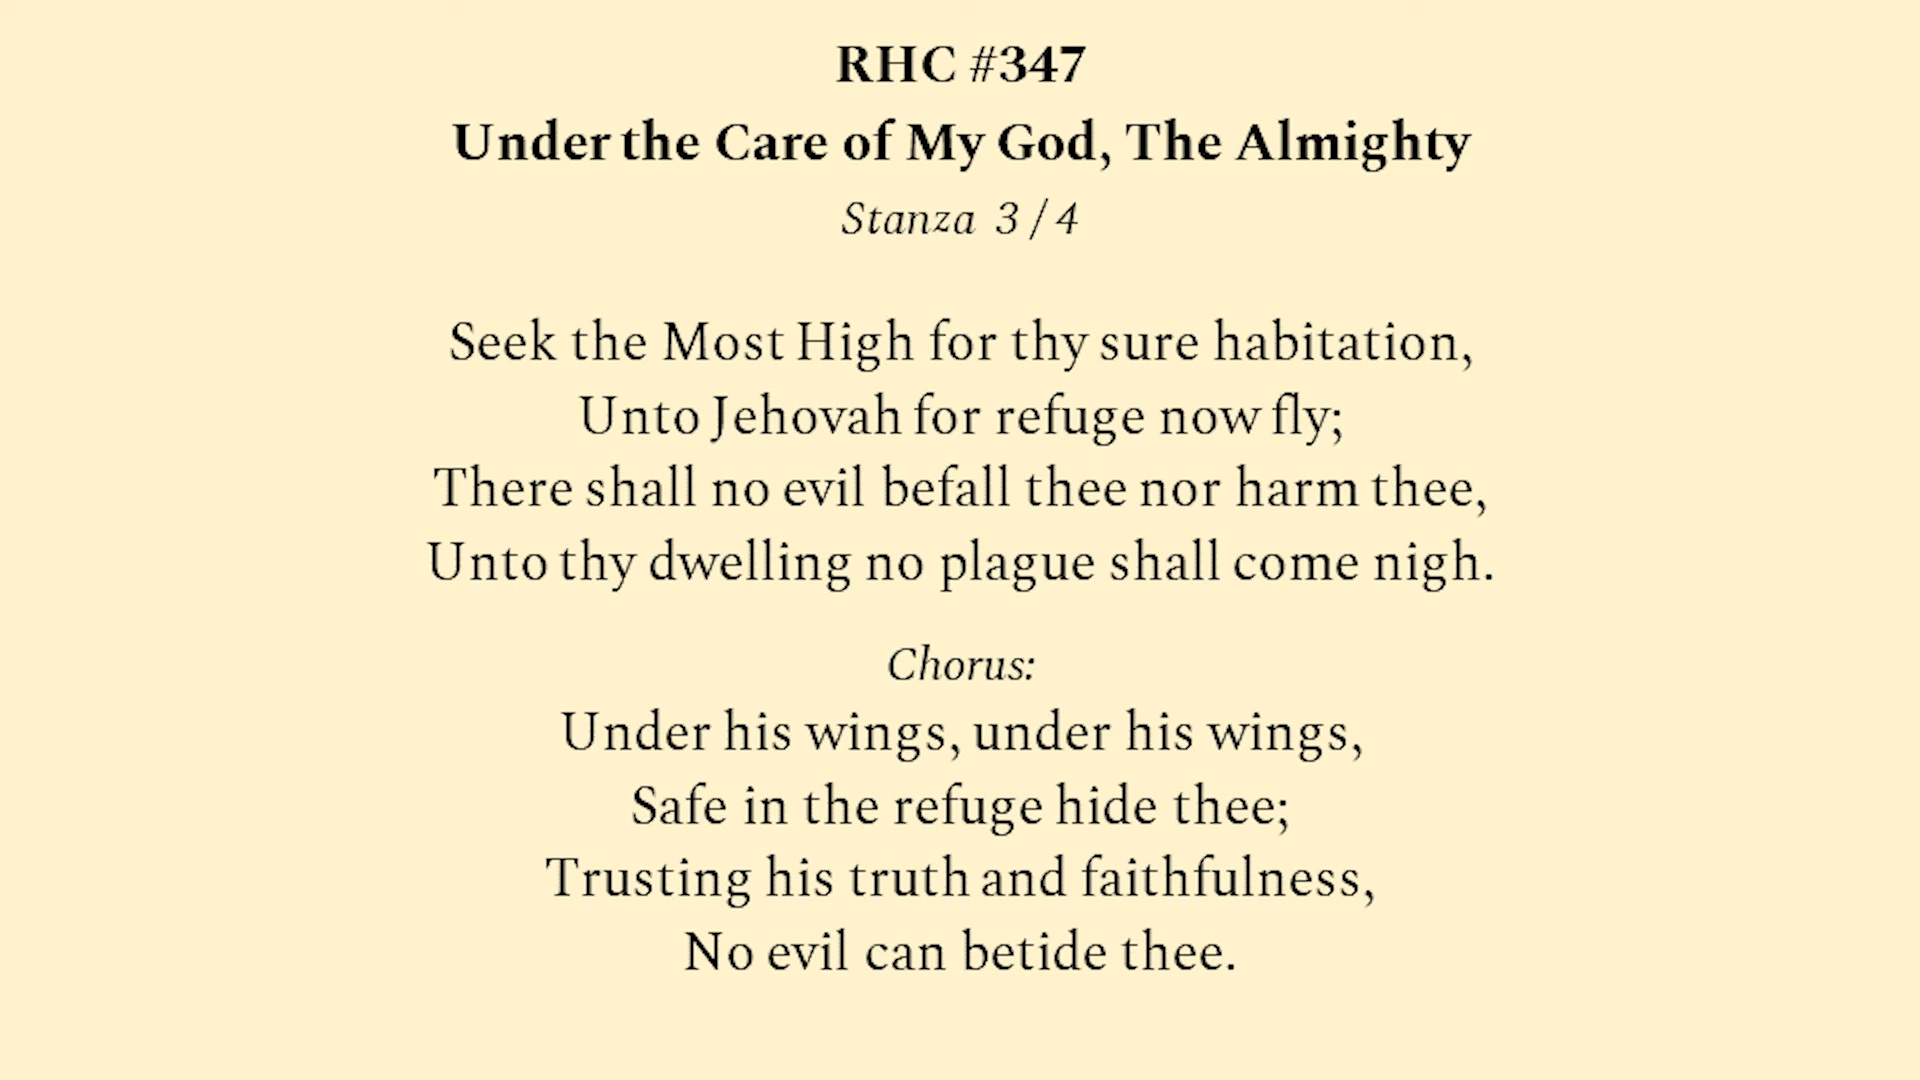 RHC #347
Under the Care of My God, The Almighty
Stanza 3 / 4
Seek the Most High for thy sure habitation,
Unto Jehovah for refuge now fly;
There shall no evil befall thee nor harm thee,
Unto thy dwelling no plague shall come nigh.
Chorus:
Under his wings, under his wings,
Safe in the refuge hide thee;
Trusting his truth and faithfulness,
No evil can betide thee.